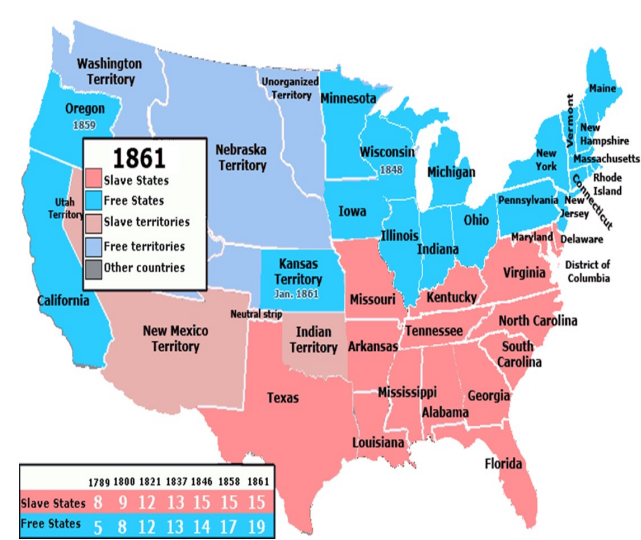 Washington
Territory
Unorganized
Territory
Minnesota
Maine
Oregon
1859
Vermont
New
Hampshire
1861
Slave States
Free States
Slave territories
Free territories
Other countries
Nebraska
Territory
Wisconsin
1848
Michigan
New
York
Massachusetts
Rhode
Island
Connecticut
Utah
Territory
Iowa
Pennsylvania
New
Jersey
Ohio
Illinois
Indiana
Maryland
Delaware
District of
Columbia
Kansas
Territory
Jan. 1861
Virginia
California
Missouri
Kentucky
Neutral strip
New Mexico
Territory
Indian
Territory
North Carolina
Tennessee
Arkansas
South
Carolina
Texas
Mississippi
Georgia
Alabama
Louisiana
Florida
1789 1800 1821 1837 1846 1858 1861
Slave States 8 9 12 13 15 15 15
Free States 5 8 12 13 14 17 19